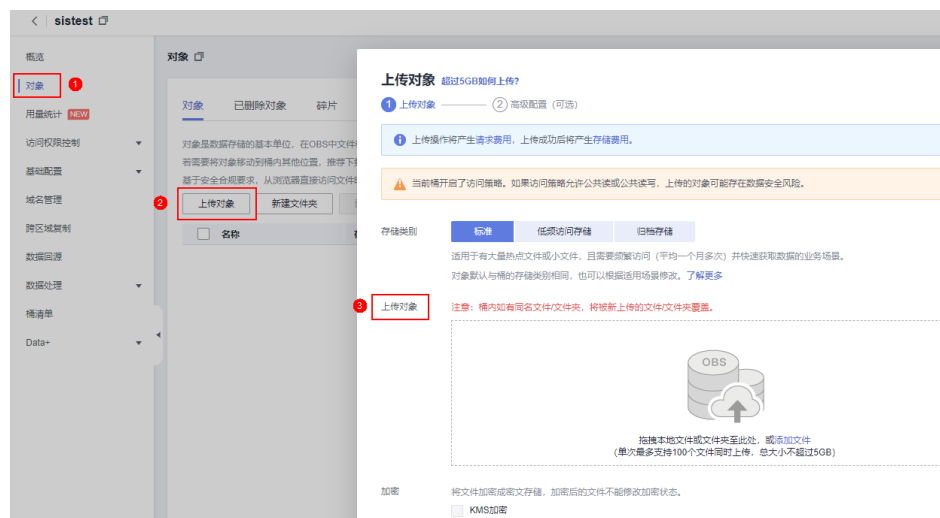 sistest
概览
对象
1
用量统计 NEW
访问权限控制
基础配置
域名管理
跨区域复制
数据回源
数据处理
桶清单
Data+
对象
对象 已删除对象 碎片
对象是数据存储的基本单位，在OBS中文件
若需要将对象移动到桶内其他位置，推荐下
基于安全合规要求，从浏览器直接访问文件
2
上传对象 新建文件夹
名称
上传对象 超过5GB如何上传?
1 上传对象 2 高级配置（可选）
上传操作将产生请求费用，上传成功后将产生存储费用。
当前桶开启了访问策略。如果访问策略允许公共读或公共读写，上传的对象可能存在数据安全风险。
存储类别 标准 低频访问存储 归档存储
适用于有大量热点文件或小文件，且需要频繁访问（平均一个月多次）并快速获取数据的业务场景。
对象默认与桶的存储类别相同，也可以根据适用场景修改。了解更多
3 上传对象 注意：桶内如有同名文件/文件夹，将被新上传的文件/文件夹覆盖。
OBS
拖拽本地文件或文件夹至此处，或添加文件
(单次最多支持100个文件同时上传，总大小不超过5GB)
加密 将文件加密成密文存储，加密后的文件不能修改加密状态。
KMS加密